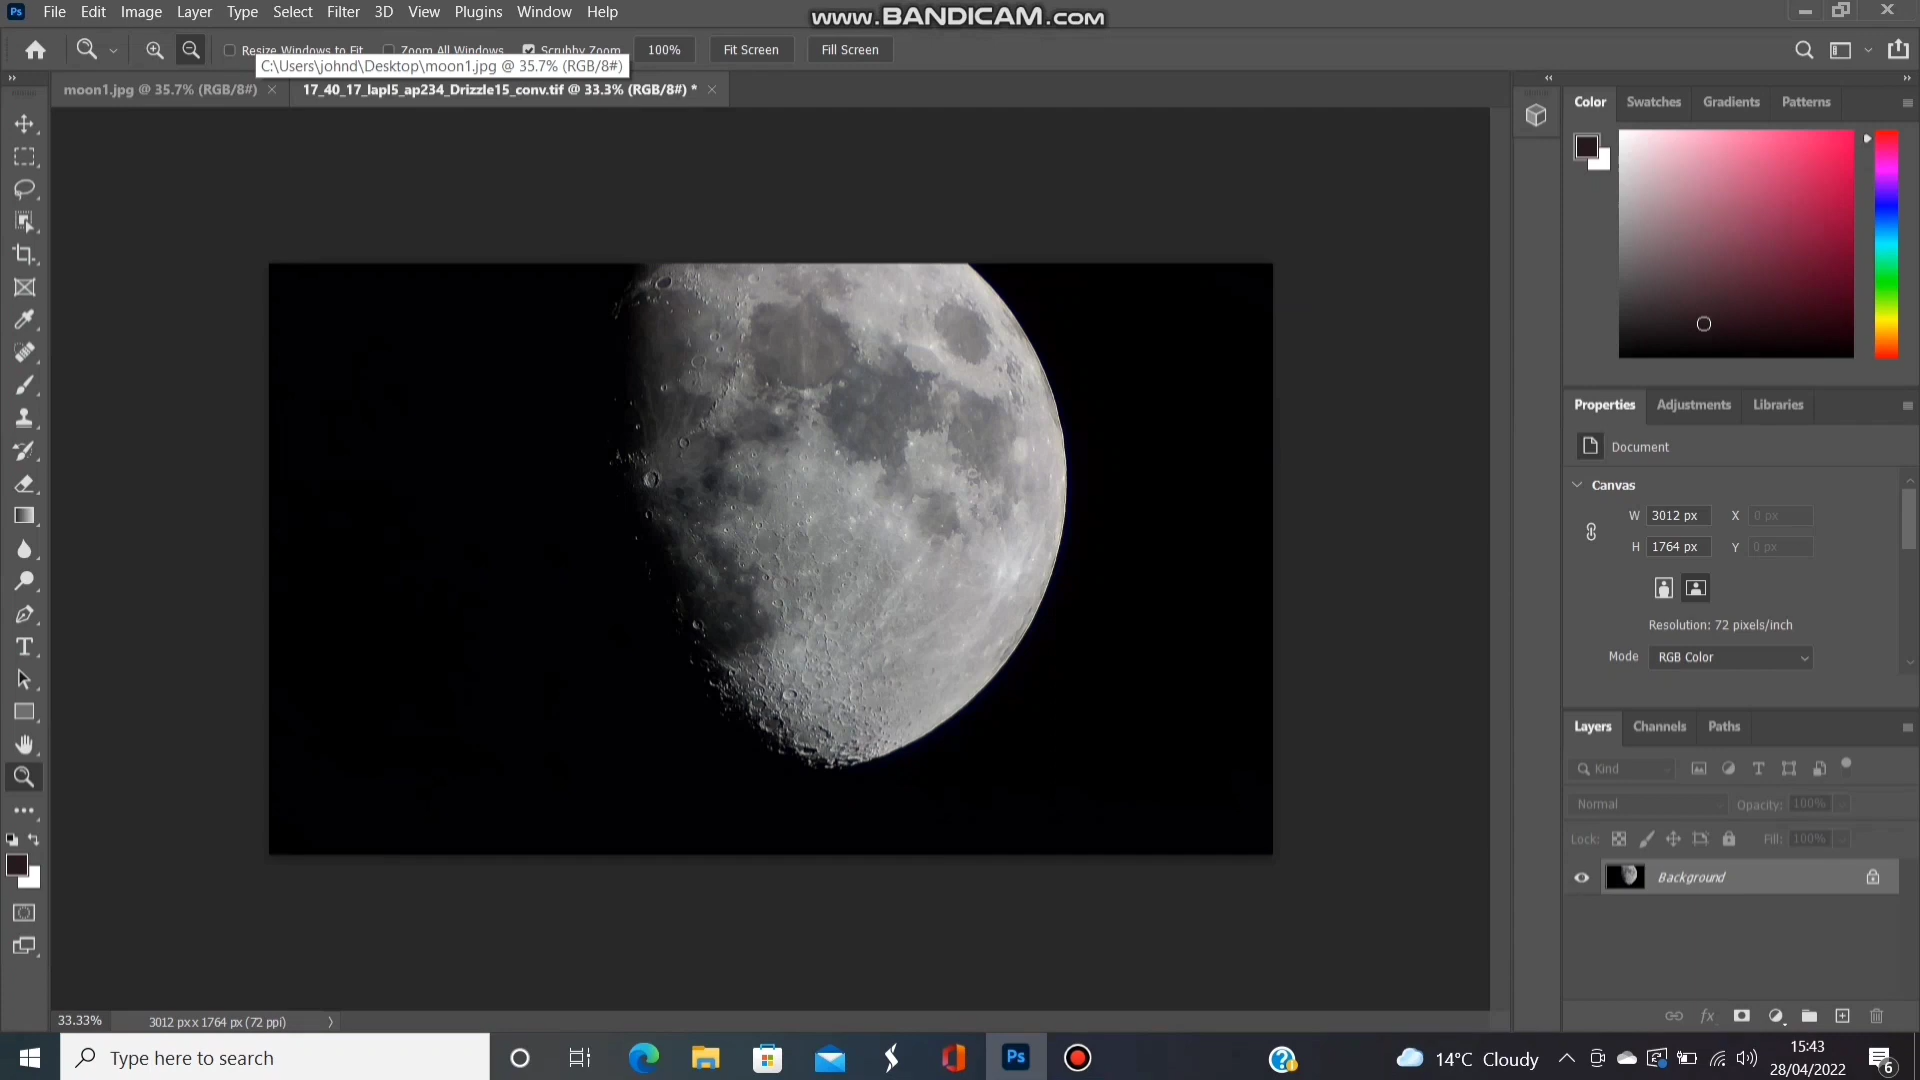 Ps File Edit Image Layer Type Select Filter 3D View Plugins Window Help
www.BANDICAM.com
Resize Windows to Fit Zoom All Windows Scrubby Zoom 100% Fit Screen Fill Screen
C:\Users\johnd\Desktop\moon1.jpg @ 35.7% (RGB/8#)
moon1.jpg @ 35.7% (RGB/8#) × 17_40_17_lapl5_ap234_Drizzle15_conv.tif @ 33.3% (RGB/8#) * ×
Color Swatches Gradients Patterns
Properties Adjustments Libraries
Document
Canvas
W 3012 px X 0 px
H 1764 px Y 0 px
Resolution: 72 pixels/inch
Mode RGB Color
Layers Channels Paths
Kind
Normal Opacity: 100%
Lock: Fill: 100%
Background
fx
33.33% 3012 px x 1764 px (72 ppi)
Type here to search
Ps
14°C Cloudy
15:43
28/04/2022
6